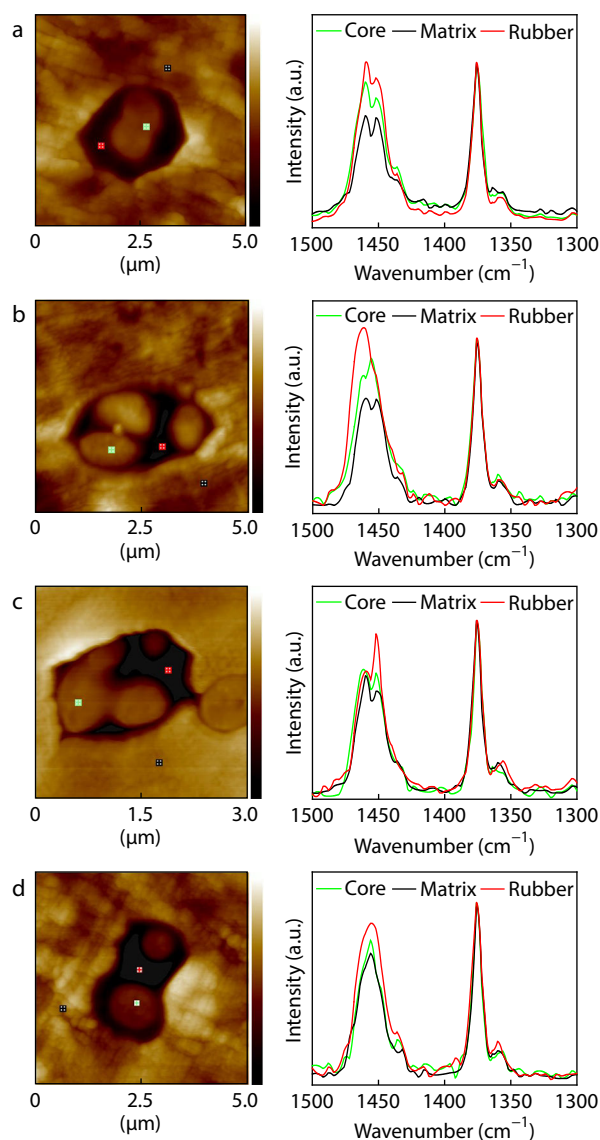 a
0 2.5 5.0
(μm)
Core Matrix Rubber
Intensity (a.u.)
1500 1450 1400 1350 1300
Wavenumber (cm⁻¹)
b
0 2.5 5.0
(μm)
Core Matrix Rubber
Intensity (a.u.)
1500 1450 1400 1350 1300
Wavenumber (cm⁻¹)
c
0 1.5 3.0
(μm)
Core Matrix Rubber
Intensity (a.u.)
1500 1450 1400 1350 1300
Wavenumber (cm⁻¹)
d
0 2.5 5.0
(μm)
Core Matrix Rubber
Intensity (a.u.)
1500 1450 1400 1350 1300
Wavenumber (cm⁻¹)